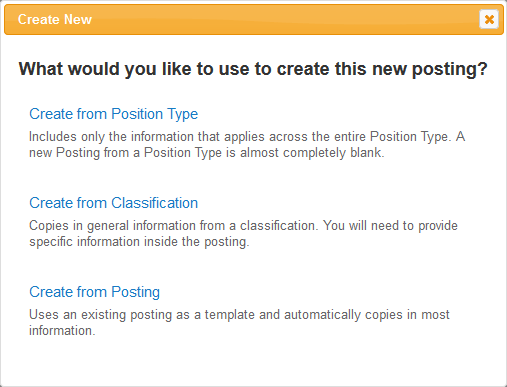 Create New
What would you like to use to create this new posting?
Create from Position Type
Includes only the information that applies across the entire Position Type. A
new Posting from a Position Type is almost completely blank.
Create from Classification
Copies in general information from a classification. You will need to provide
specific information inside the posting.
Create from Posting
Uses an existing posting as a template and automatically copies in most
information.